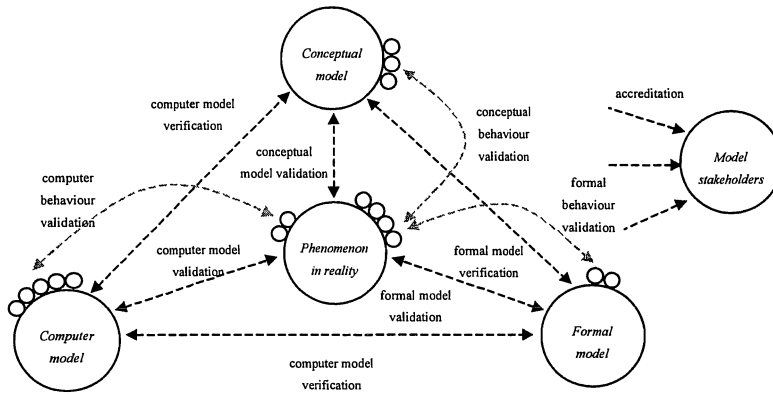 Conceptual
model
accreditation
computer model
verification
conceptual
behaviour
validation
conceptual
model validation
Model
stakeholders
computer
behaviour
validation
formal
behaviour
validation
computer model
validation
Phenomenon
in reality
formal model
verification
formal model
validation
Computer
model
Formal
model
computer model
verification